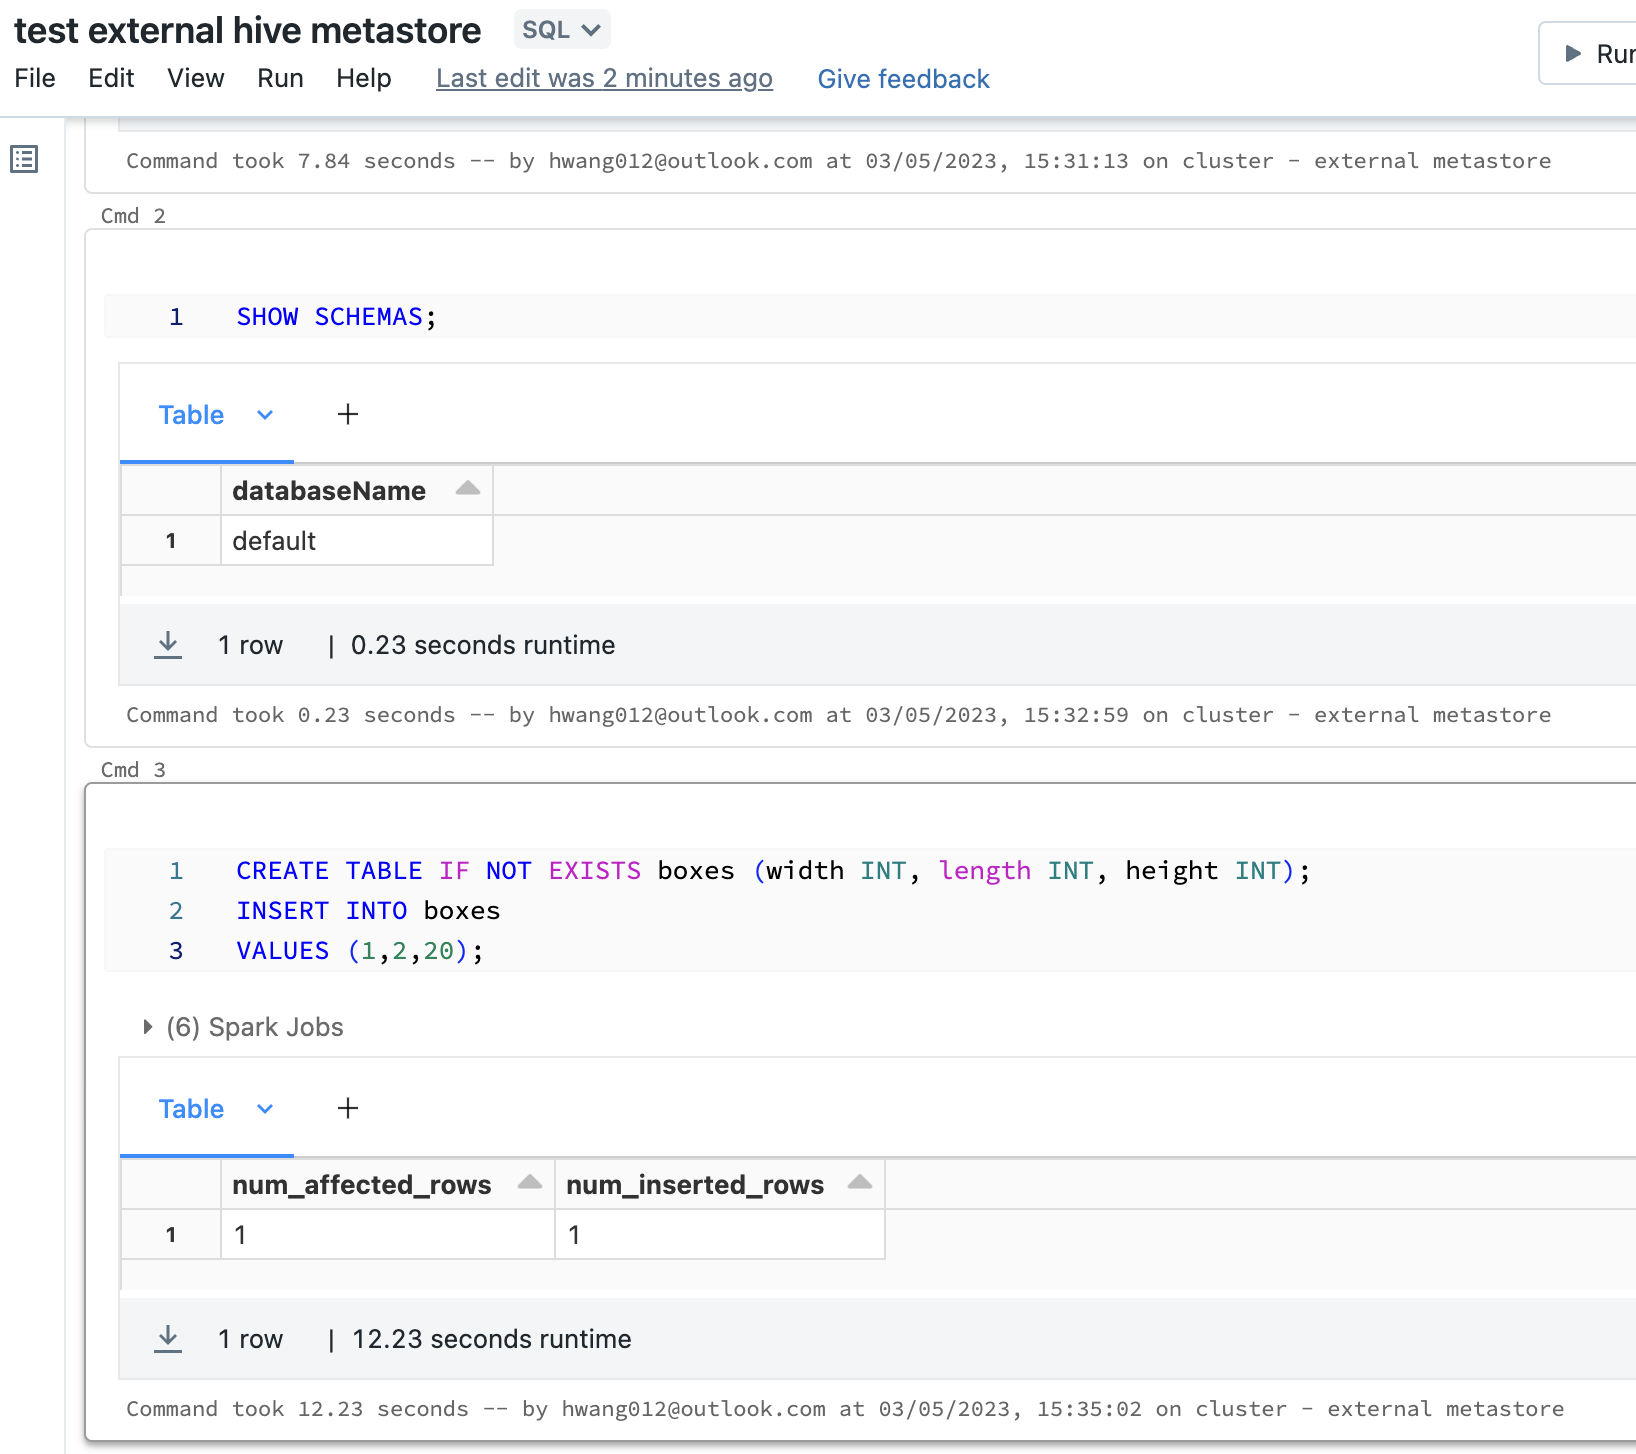 test external hive metastore SQL
File Edit View Run Help Last edit was 2 minutes ago Give feedback
Command took 7.84 seconds -- by hwang012@outlook.com at 03/05/2023, 15:31:13 on cluster - external metastore
Cmd 2
1 SHOW SCHEMAS;
Table +
databaseName
1 default
1 row | 0.23 seconds runtime
Command took 0.23 seconds -- by hwang012@outlook.com at 03/05/2023, 15:32:59 on cluster - external metastore
Cmd 3
1 CREATE TABLE IF NOT EXISTS boxes (width INT, length INT, height INT);
2 INSERT INTO boxes
3 VALUES (1,2,20);
(6) Spark Jobs
Table +
num_affected_rows num_inserted_rows
1 1 1
1 row | 12.23 seconds runtime
Command took 12.23 seconds -- by hwang012@outlook.com at 03/05/2023, 15:35:02 on cluster - external metastore